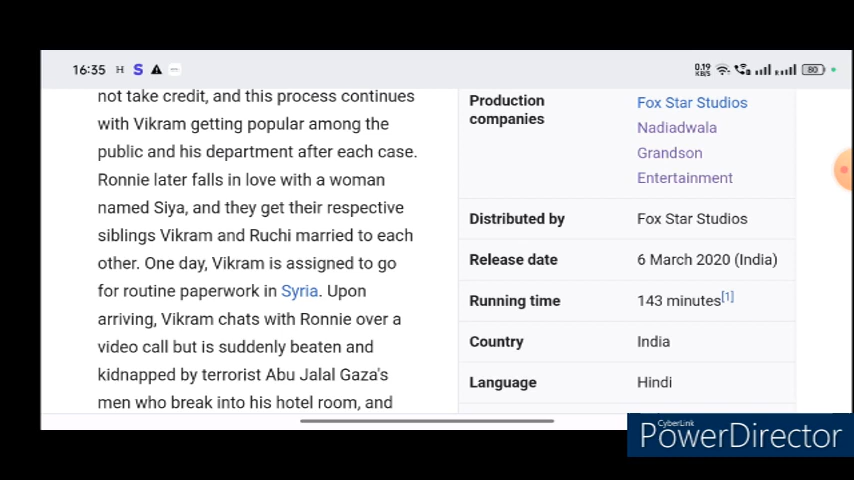 16:35 H S
0.19 KB/S 80
not take credit, and this process continues
with Vikram getting popular among the
public and his department after each case.
Ronnie later falls in love with a woman
named Siya, and they get their respective
siblings Vikram and Ruchi married to each
other. One day, Vikram is assigned to go
for routine paperwork in Syria. Upon
arriving, Vikram chats with Ronnie over a
video call but is suddenly beaten and
kidnapped by terrorist Abu Jalal Gaza's
men who break into his hotel room, and
Production companies
Fox Star Studios
Nadiadwala
Grandson
Entertainment
Distributed by Fox Star Studios
Release date 6 March 2020 (India)
Running time 143 minutes[1]
Country India
Language Hindi
CyberLink
PowerDirector